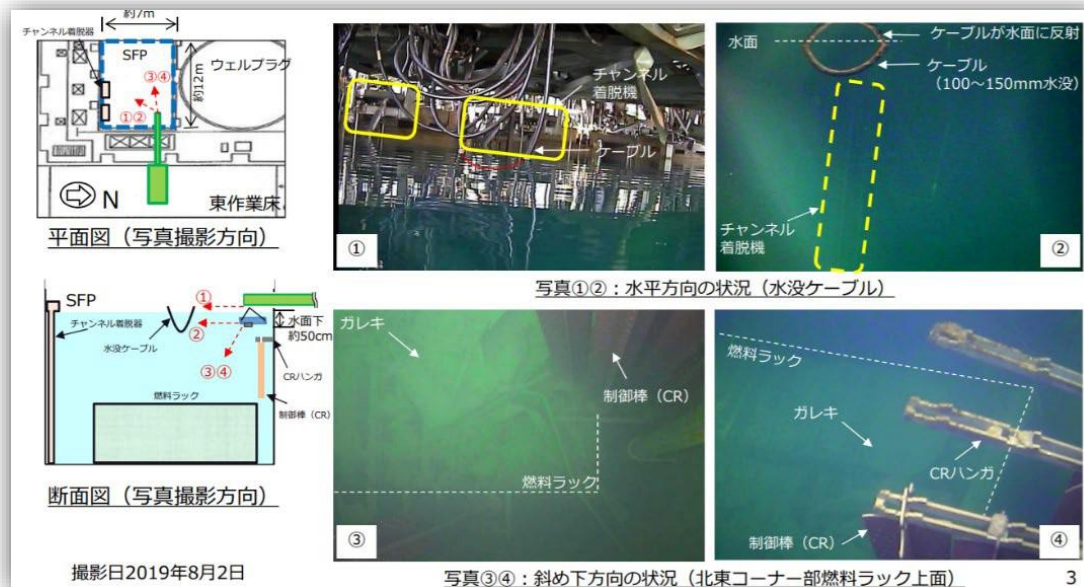 約7m
チャンネル着脱器
SFP
③④
①②
約12m
ウェルプラグ
N
東作業床
平面図（写真撮影方向）
チャンネル
着脱機
ケーブル
①
水面
ケーブルが水面に反射
ケーブル
（100～150mm水没）
チャンネル
着脱機
②
写真①②：水平方向の状況（水没ケーブル）
SFP
チャンネル着脱器
水没ケーブル
①
②
③④
水面下
約50cm
CRハンガ
制御棒（CR）
燃料ラック
断面図（写真撮影方向）
撮影日2019年8月2日
ガレキ
制御棒（CR）
燃料ラック
③
燃料ラック
ガレキ
CRハンガ
制御棒（CR）
④
写真③④：斜め下方向の状況（北東コーナー部燃料ラック上面）
3